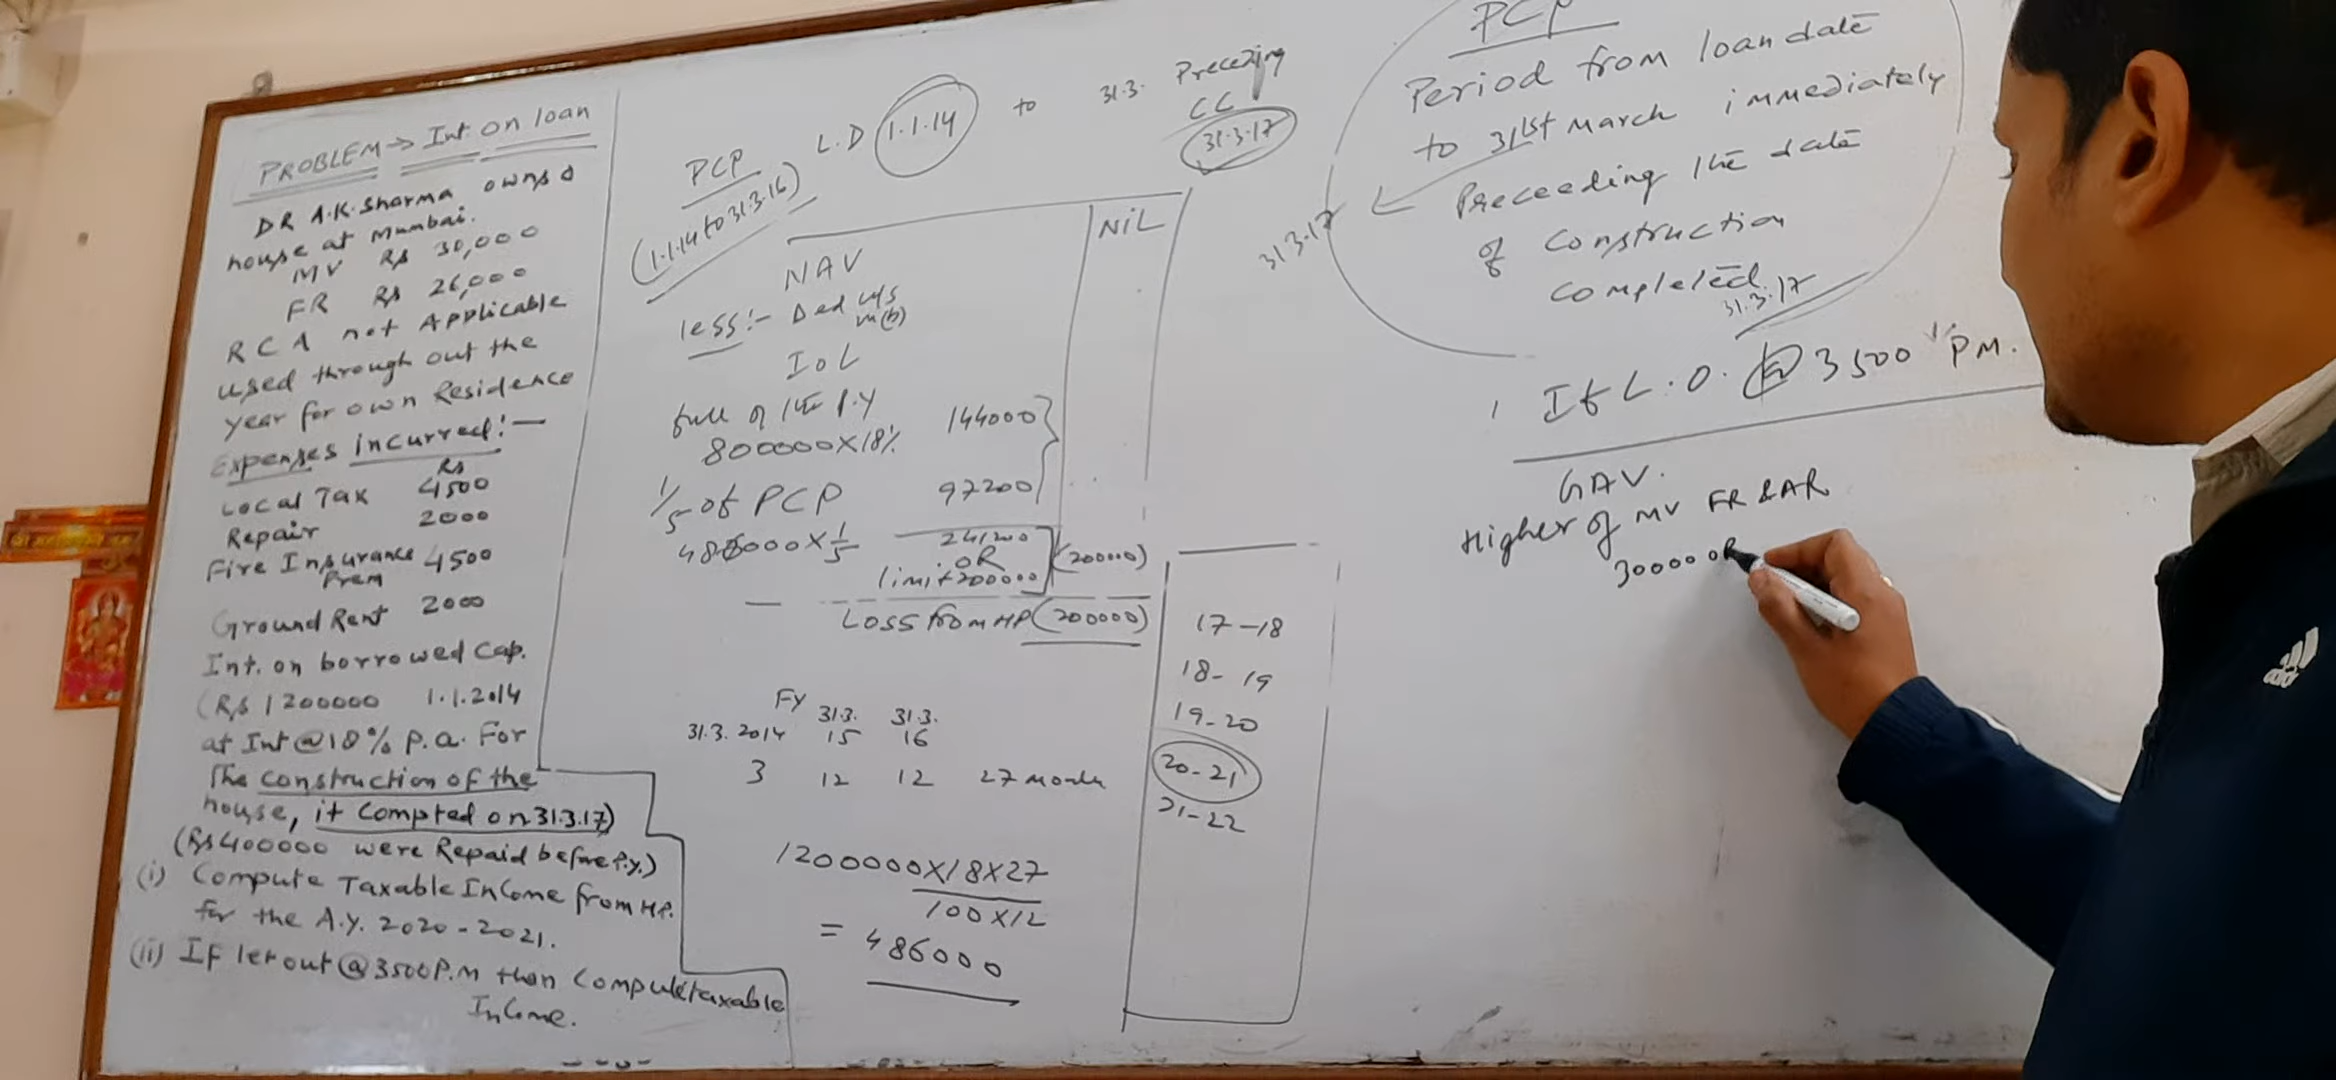 PROBLEM → Int. on loan
DR A.K. Sharma owns a
house at Mumbai.
MV Rs 30,000
FR Rs 26,000
RCA not Applicable
used through out the
year for own Residence
Expenses incurred:—
Rs
Local Tax 4500
Repair 2000
Fire Insurance 4500
Prem
Ground Rent 2000
Int. on borrowed Cap.
(Rs 1200000 1.1.2014
at Int @ 18% p.a. For
The construction of the
house, it Compted on 31.3.17)
(Rs 400000 were Repaid before P.Y.)
(i) Compute Taxable Income from HP.
for the A.Y. 2020-2021.
(ii) If let out @ 3500 P.M then Compute taxable
Income.
PCP L.D 1.1.14 to 31.3. Preceding
CC
31.3.17
(1.1.14 to 31.3.16)
NAV NIL
less:- Ded u/s
IOL
full of the P.Y
800000×18% 144000
1/5 of PCP 97200
486000×1/5 241200
OR
limit 200000 (200000)
Loss from HP (200000)
FY
31.3.2014 31.3. 15 31.3. 16
3 12 12 27 months
1200000×18×27
100×12
= 486000
17-18
18-19
19-20
20-21
21-22
PCP
Period from loan date
to 31st March immediately
Preceeding the date
of Construction
completed
31.3.17
31.3.17
If L.O. @ 3500 PM.
GAV.
Higher of MV FR & AR
30000 OR
adidas